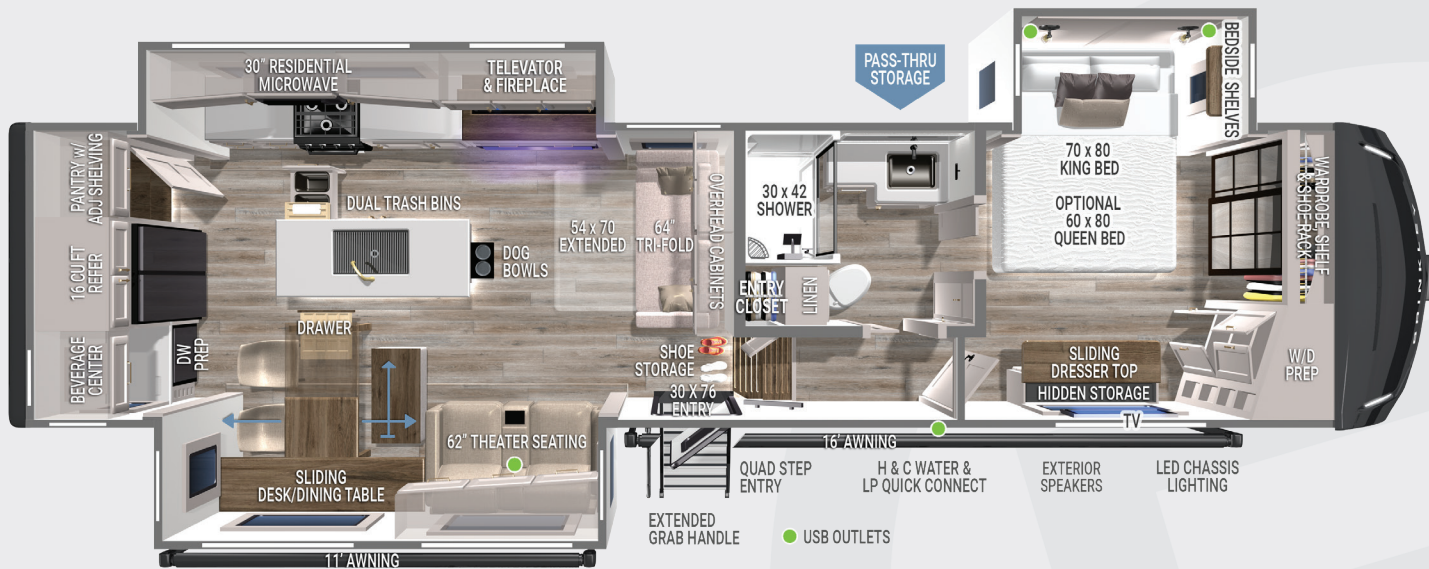 30" RESIDENTIAL
MICROWAVE
TELEVATOR
& FIREPLACE
PASS-THRU
STORAGE
BEDSIDE SHELVES
PANTRY w/
ADJ SHELVING
DUAL TRASH BINS
54 x 70
EXTENDED
64"
TRI-FOLD
OVERHEAD CABINETS
30 x 42
SHOWER
70 x 80
KING BED
OPTIONAL
60 x 80
QUEEN BED
WARDROBE SHELF
& SHOE RACK
16 CU FT
REFER
DOG
BOWLS
ENTRY
CLOSET
LINEN
BRINKLEY
BEVERAGE
CENTER
DW
PREP
DRAWER
SHOE
STORAGE
30 X 76
ENTRY
SLIDING
DRESSER TOP
HIDDEN STORAGE
TV
W/D
PREP
62" THEATER SEATING
SLIDING
DESK/DINING TABLE
16' AWNING
QUAD STEP
ENTRY
H & C WATER &
LP QUICK CONNECT
EXTERIOR
SPEAKERS
LED CHASSIS
LIGHTING
EXTENDED
GRAB HANDLE
USB OUTLETS
11' AWNING